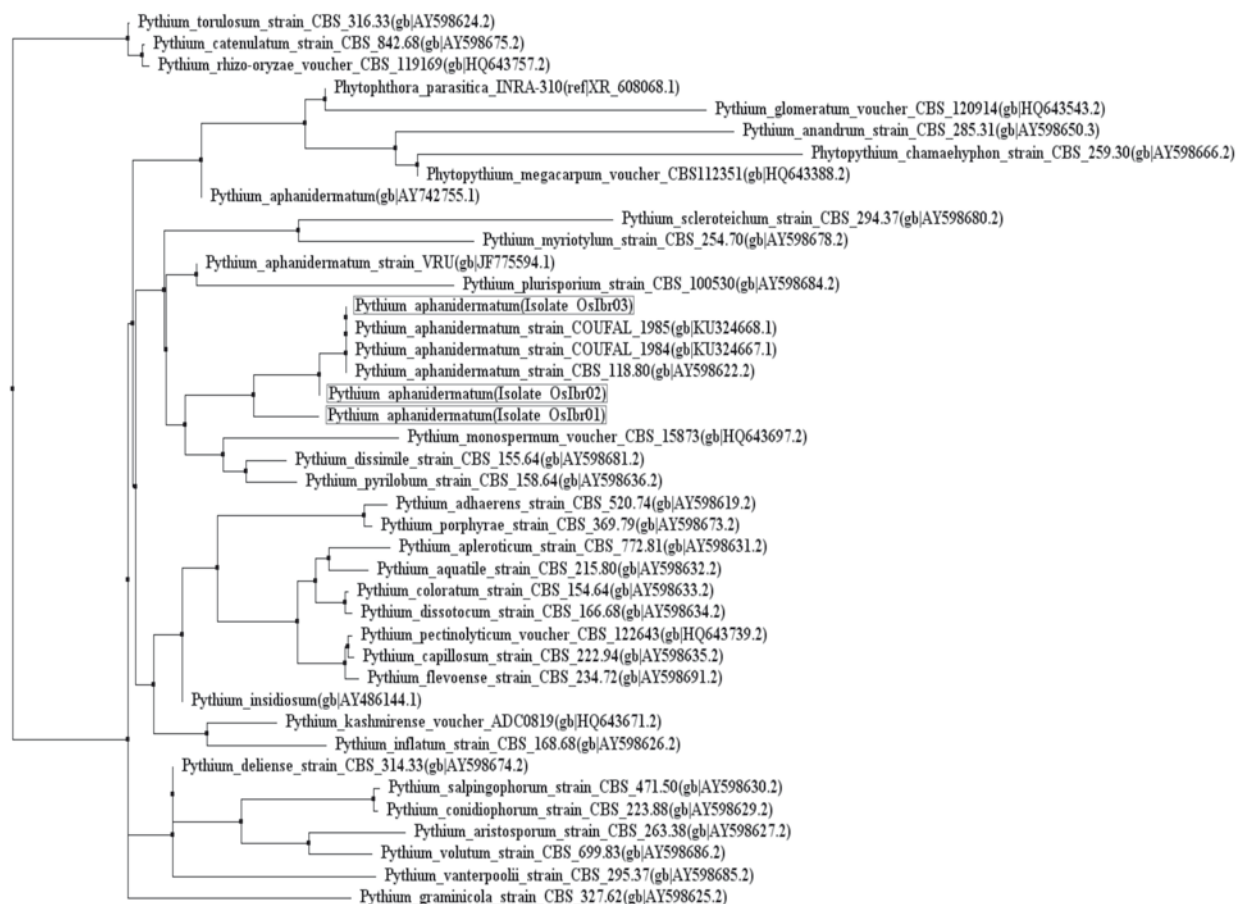 Pythium_torulosum_strain_CBS_316.33(gb|AY598624.2)
Pythium_catenulatum_strain_CBS_842.68(gb|AY598675.2)
Pythium_rhizo-oryzae_voucher_CBS_119169(gb|HQ643757.2)
Phytophthora_parasitica_INRA-310(ref|XR_608068.1)
Pythium_glomeratum_voucher_CBS_120914(gb|HQ643543.2)
Pythium_anandrum_strain_CBS_285.31(gb|AY598650.3)
Phytopythium_chamaehyphon_strain_CBS_259.30(gb|AY598666.2)
Phytopythium_megacarpum_voucher_CBS112351(gb|HQ643388.2)
Pythium_aphanidermatum(gb|AY742755.1)
Pythium_scleroteichum_strain_CBS_294.37(gb|AY598680.2)
Pythium_myriotylum_strain_CBS_254.70(gb|AY598678.2)
Pythium_aphanidermatum_strain_VRU(gb|JF775594.1)
Pythium_plurisporium_strain_CBS_100530(gb|AY598684.2)
Pythium_aphanidermatum(Isolate_OsIbr03)
Pythium_aphanidermatum_strain_COUFAL_1985(gb|KU324668.1)
Pythium_aphanidermatum_strain_COUFAL_1984(gb|KU324667.1)
Pythium_aphanidermatum_strain_CBS_118.80(gb|AY598622.2)
Pythium_aphanidermatum(Isolate_OsIbr02)
Pythium_aphanidermatum(Isolate_OsIbr01)
Pythium_monospermum_voucher_CBS_15873(gb|HQ643697.2)
Pythium_dissimile_strain_CBS_155.64(gb|AY598681.2)
Pythium_pyrilobum_strain_CBS_158.64(gb|AY598636.2)
Pythium_adhaerens_strain_CBS_520.74(gb|AY598619.2)
Pythium_porphyrae_strain_CBS_369.79(gb|AY598673.2)
Pythium_apleroticum_strain_CBS_772.81(gb|AY598631.2)
Pythium_aquatile_strain_CBS_215.80(gb|AY598632.2)
Pythium_coloratum_strain_CBS_154.64(gb|AY598633.2)
Pythium_dissotocum_strain_CBS_166.68(gb|AY598634.2)
Pythium_pectinolyticum_voucher_CBS_122643(gb|HQ643739.2)
Pythium_capillosum_strain_CBS_222.94(gb|AY598635.2)
Pythium_flevoense_strain_CBS_234.72(gb|AY598691.2)
Pythium_insidiosum(gb|AY486144.1)
Pythium_kashmirense_voucher_ADC0819(gb|HQ643671.2)
Pythium_inflatum_strain_CBS_168.68(gb|AY598626.2)
Pythium_deliense_strain_CBS_314.33(gb|AY598674.2)
Pythium_salpingophorum_strain_CBS_471.50(gb|AY598630.2)
Pythium_conidiophorum_strain_CBS_223.88(gb|AY598629.2)
Pythium_aristosporum_strain_CBS_263.38(gb|AY598627.2)
Pythium_volutum_strain_CBS_699.83(gb|AY598686.2)
Pythium_vanterpoolii_strain_CBS_295.37(gb|AY598685.2)
Pythium_graminicola_strain_CBS_327.62(gb|AY598625.2)